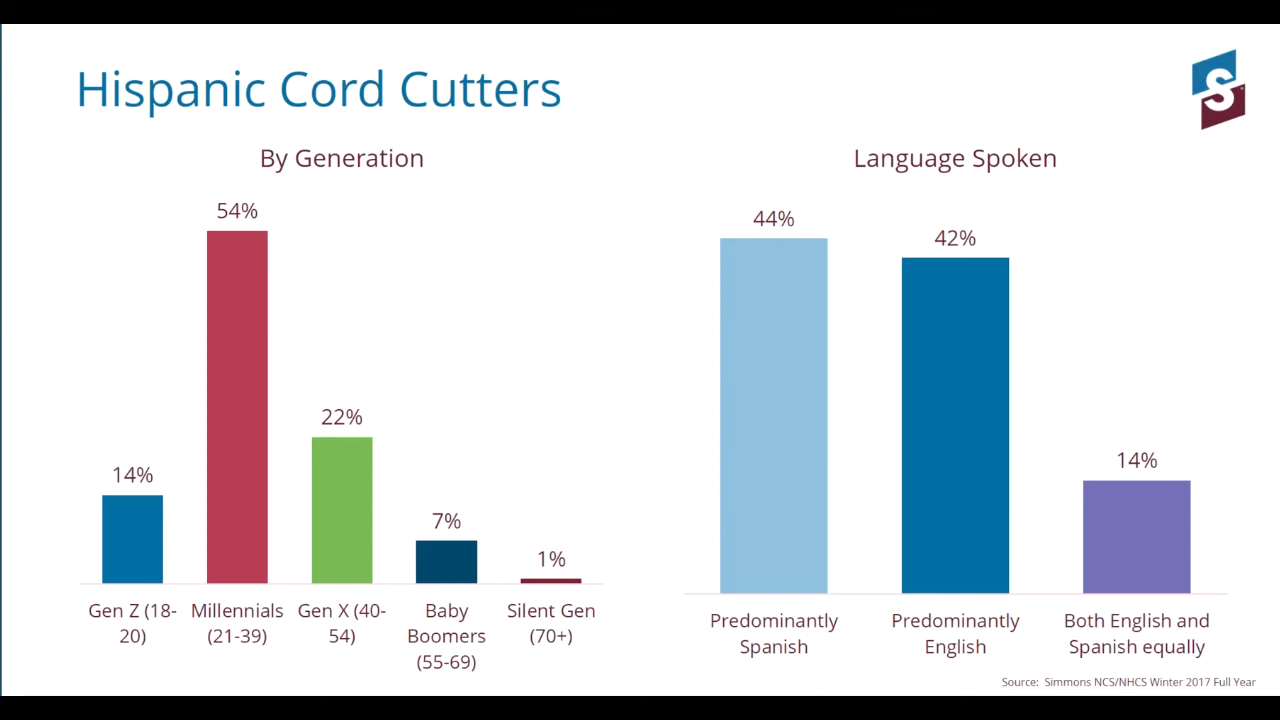 Hispanic Cord Cutters
S
By Generation
54%
22%
14%
7%
1%
Gen Z (18-
20)
Millennials
(21-39)
Gen X (40-
54)
Baby
Boomers
(55-69)
Silent Gen
(70+)
Language Spoken
44%
42%
14%
Predominantly
Spanish
Predominantly
English
Both English and
Spanish equally
Source: Simmons NCS/NHCS Winter 2017 Full Year